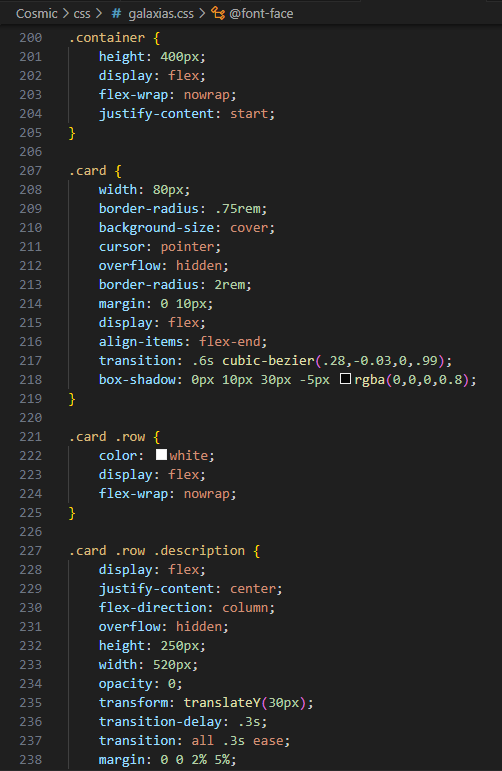 Cosmic > css > # galaxias.css > @font-face
200 .container {
201     height: 400px;
202     display: flex;
203     flex-wrap: nowrap;
204     justify-content: start;
205 }
206
207 .card {
208     width: 80px;
209     border-radius: .75rem;
210     background-size: cover;
211     cursor: pointer;
212     overflow: hidden;
213     border-radius: 2rem;
214     margin: 0 10px;
215     display: flex;
216     align-items: flex-end;
217     transition: .6s cubic-bezier(.28,-0.03,0,.99);
218     box-shadow: 0px 10px 30px -5px rgba(0,0,0,0.8);
219 }
220
221 .card .row {
222     color: white;
223     display: flex;
224     flex-wrap: nowrap;
225 }
226
227 .card .row .description {
228     display: flex;
229     justify-content: center;
230     flex-direction: column;
231     overflow: hidden;
232     height: 250px;
233     width: 520px;
234     opacity: 0;
235     transform: translateY(30px);
236     transition-delay: .3s;
237     transition: all .3s ease;
238     margin: 0 0 2% 5%;